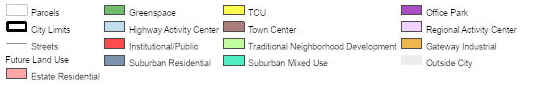 Parcels
City Limits
Streets
Future Land Use
Estate Residential
Greenspace
Highway Activity Center
Institutional/Public
Suburban Residential
TCU
Town Center
Traditional Neighborhood Development
Suburban Mixed Use
Office Park
Regional Activity Center
Gateway Industrial
Outside City